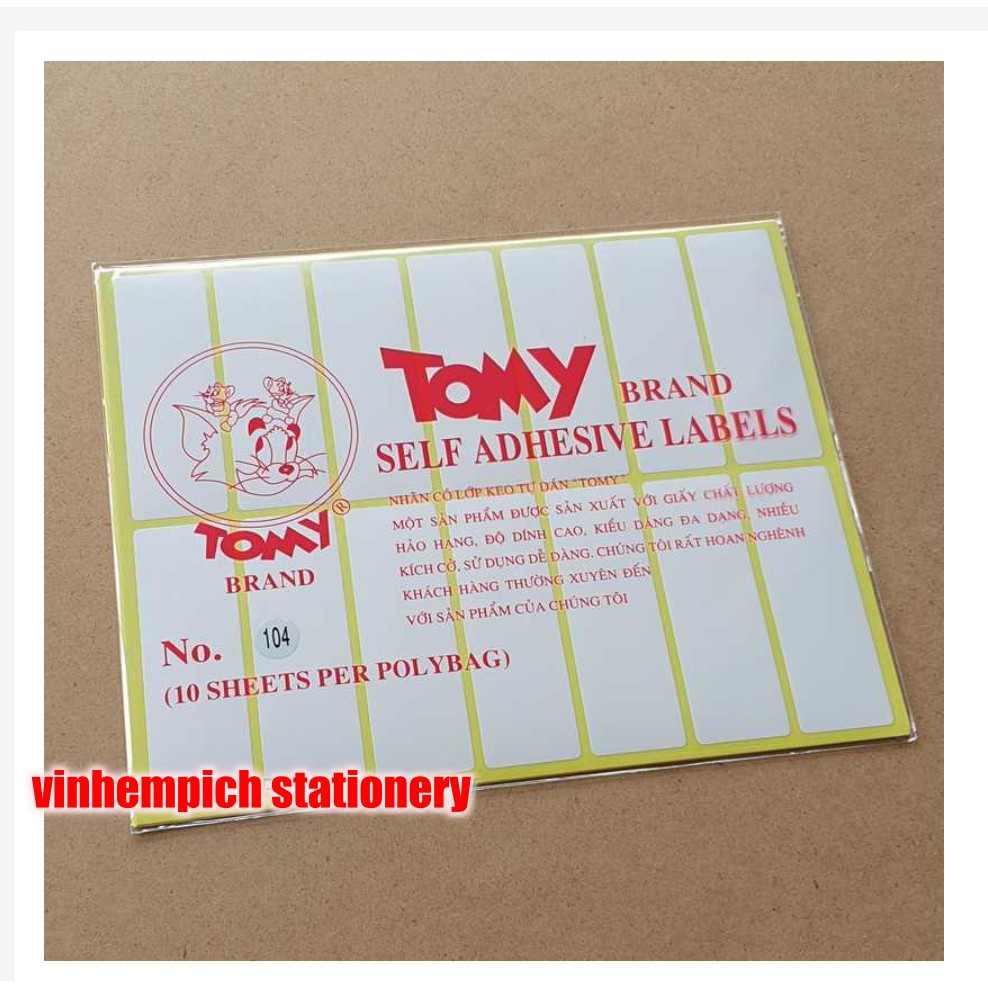 TOMY BRAND
SELF ADHESIVE LABELS
NHÃN CÓ LỚP KEO TỰ DÁN "TOMY"
MỘT SẢN PHẨM ĐƯỢC SẢN XUẤT VỚI GIẤY CHẤT LƯỢNG
HẢO HẠNG, ĐỘ DÍNH CAO, KIỂU DÁNG ĐA DẠNG, NHIỀU
KÍCH CỠ, SỬ DỤNG DỄ DÀNG. CHÚNG TÔI RẤT HOAN NGHÊNH
KHÁCH HÀNG THƯỜNG XUYÊN ĐẾN
VỚI SẢN PHẨM CỦA CHÚNG TÔI
TOMY ®
BRAND
No. 104
(10 SHEETS PER POLYBAG)
vinhempich stationery